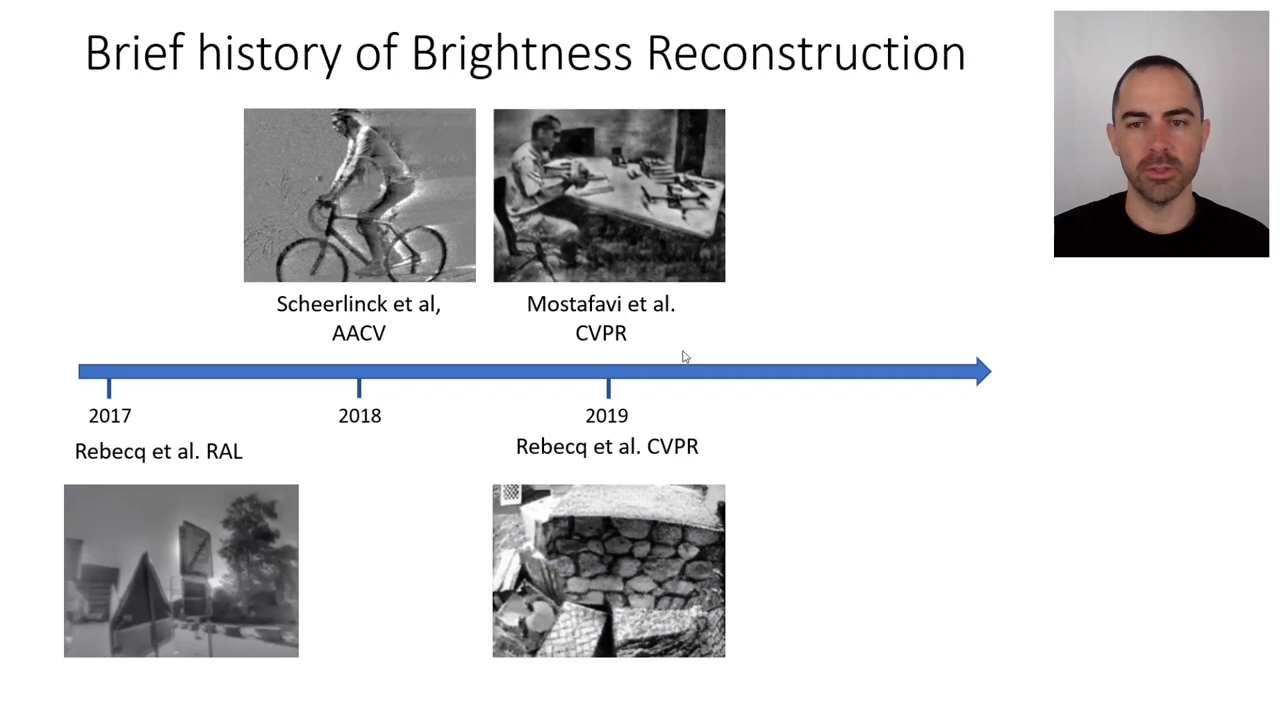 Brief history of Brightness Reconstruction
Scheerlinck et al,
AACV
Mostafavi et al.
CVPR
2017
2018
2019
Rebecq et al. RAL
Rebecq et al. CVPR